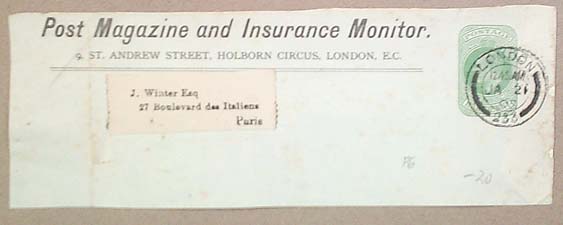 Post Magazine and Insurance Monitor.
9, ST. ANDREW STREET, HOLBORN CIRCUS, LONDON, E.C.
POSTAGE
LONDON
JA 21
J. Winter Esq
27 Boulevard des Italiens
Paris
-20